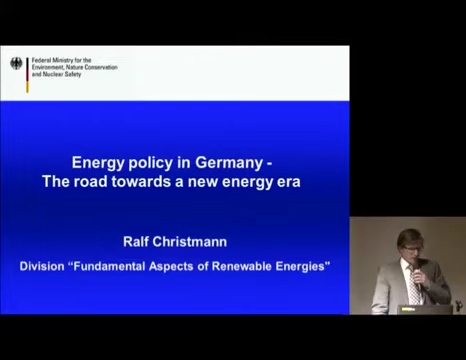 Federal Ministry for the
Environment, Nature Conservation
and Nuclear Safety
Energy policy in Germany -
The road towards a new energy era
Ralf Christmann
Division "Fundamental Aspects of Renewable Energies"